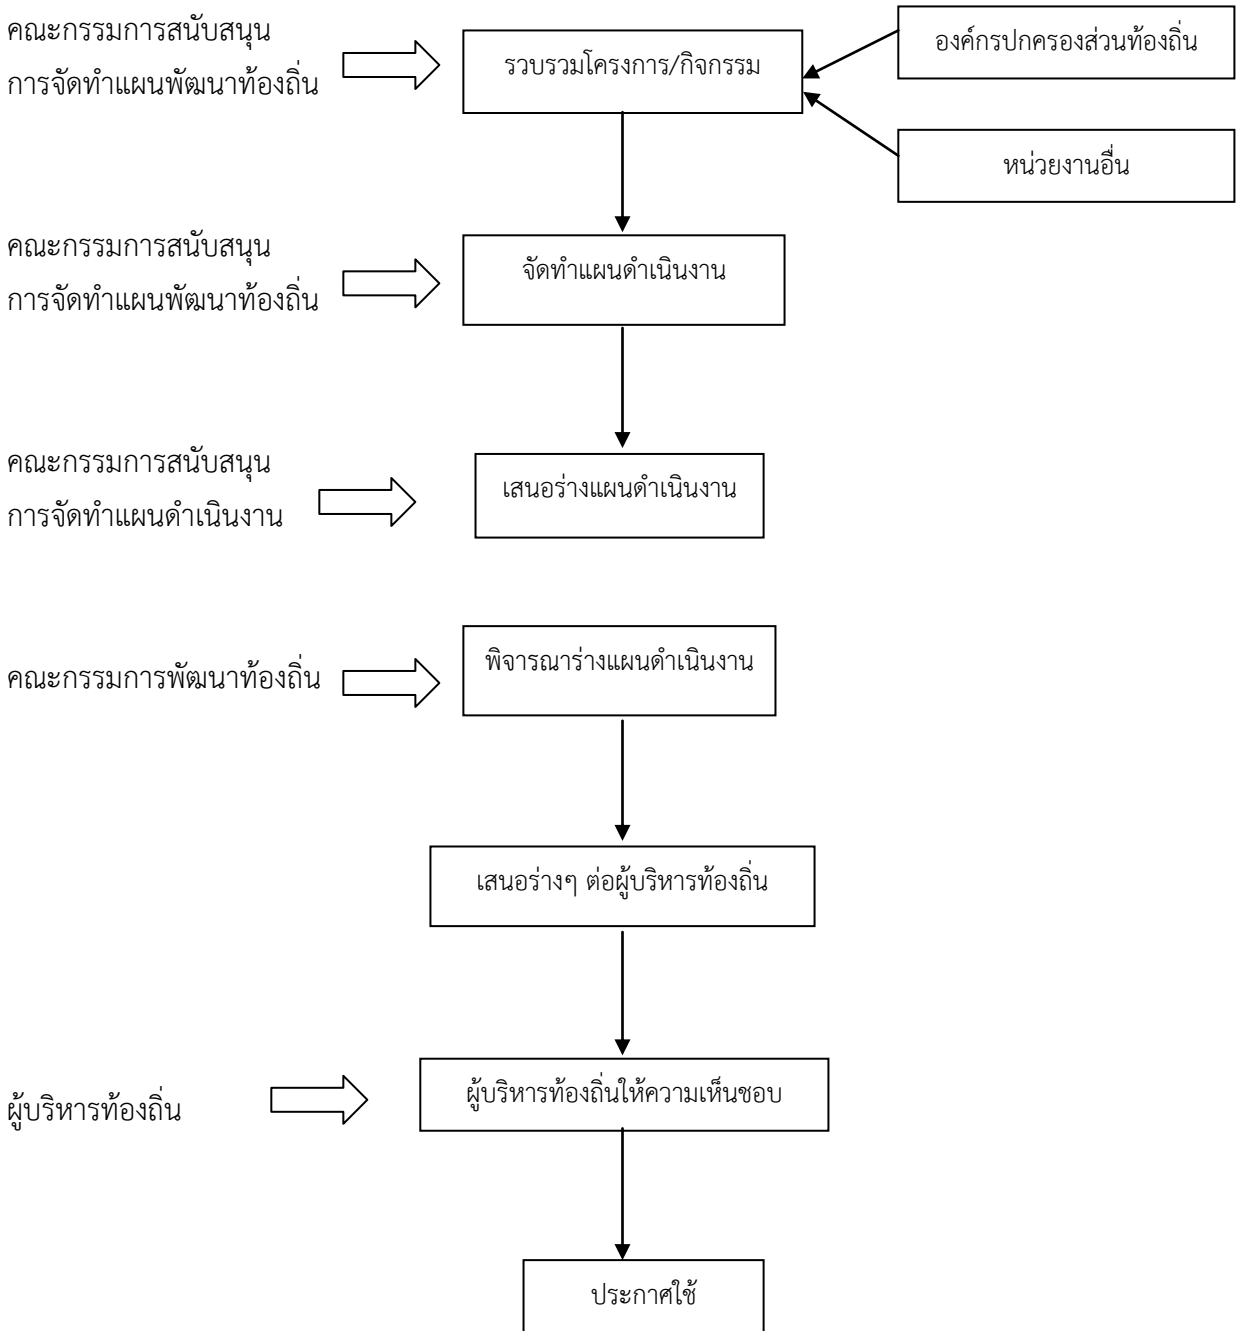 คณะกรรมการสนับสนุน
การจัดทำแผนพัฒนาท้องถิ่น
รวบรวมโครงการ/กิจกรรม
องค์กรปกครองส่วนท้องถิ่น
หน่วยงานอื่น
คณะกรรมการสนับสนุน
การจัดทำแผนพัฒนาท้องถิ่น
จัดทำแผนดำเนินงาน
คณะกรรมการสนับสนุน
การจัดทำแผนดำเนินงาน
เสนอร่างแผนดำเนินงาน
คณะกรรมการพัฒนาท้องถิ่น
พิจารณาร่างแผนดำเนินงาน
เสนอร่างๆ ต่อผู้บริหารท้องถิ่น
ผู้บริหารท้องถิ่น
ผู้บริหารท้องถิ่นให้ความเห็นชอบ
ประกาศใช้